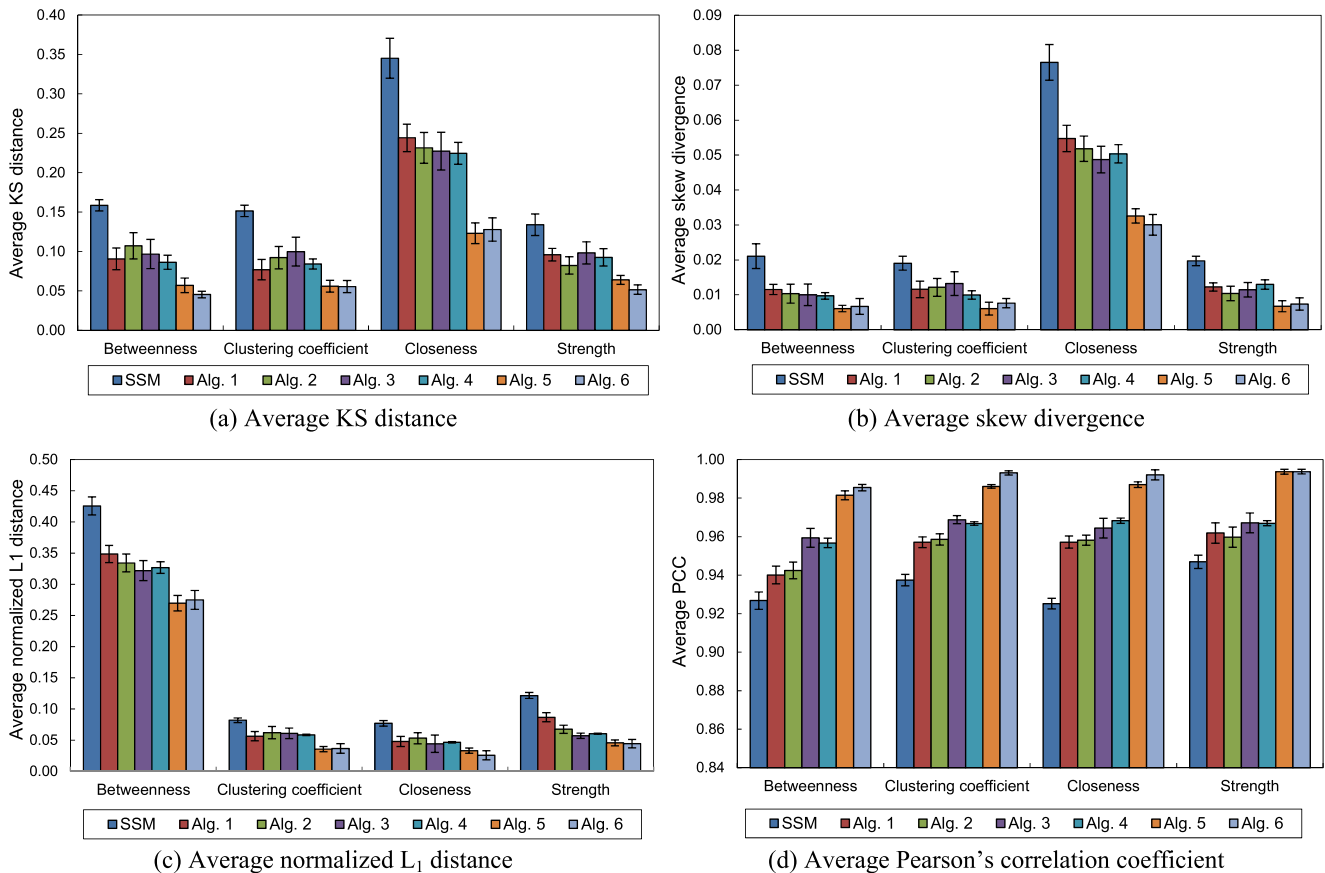 0.40
0.35
0.30
0.25
0.20
0.15
0.10
0.05
0.00
Average KS distance
Betweenness Clustering coefficient Closeness Strength
SSM Alg. 1 Alg. 2 Alg. 3 Alg. 4 Alg. 5 Alg. 6
(a) Average KS distance
0.09
0.08
0.07
0.06
0.05
0.04
0.03
0.02
0.01
0.00
Average skew divergence
Betweenness Clustering coefficient Closeness Strength
SSM Alg. 1 Alg. 2 Alg. 3 Alg. 4 Alg. 5 Alg. 6
(b) Average skew divergence
0.50
0.45
0.40
0.35
0.30
0.25
0.20
0.15
0.10
0.05
0.00
Average normalized L 1 distance
Betweenness Clustering coefficient Closeness Strength
SSM Alg. 1 Alg. 2 Alg. 3 Alg. 4 Alg. 5 Alg. 6
(c) Average normalized L₁ distance
1.00
0.98
0.96
0.94
0.92
0.90
0.88
0.86
0.84
Average PCC
Betweenness Clustering coefficient Closeness Strength
SSM Alg. 1 Alg. 2 Alg. 3 Alg. 4 Alg. 5 Alg. 6
(d) Average Pearson's correlation coefficient